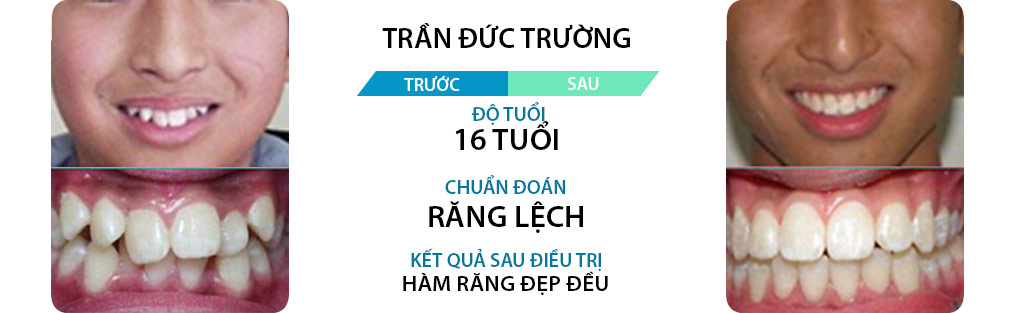 TRẦN ĐỨC TRƯỜNG
TRƯỚC SAU
ĐỘ TUỔI
16 TUỔI
CHUẨN ĐOÁN
RĂNG LỆCH
KẾT QUẢ SAU ĐIỀU TRỊ
HÀM RĂNG ĐẸP ĐỀU